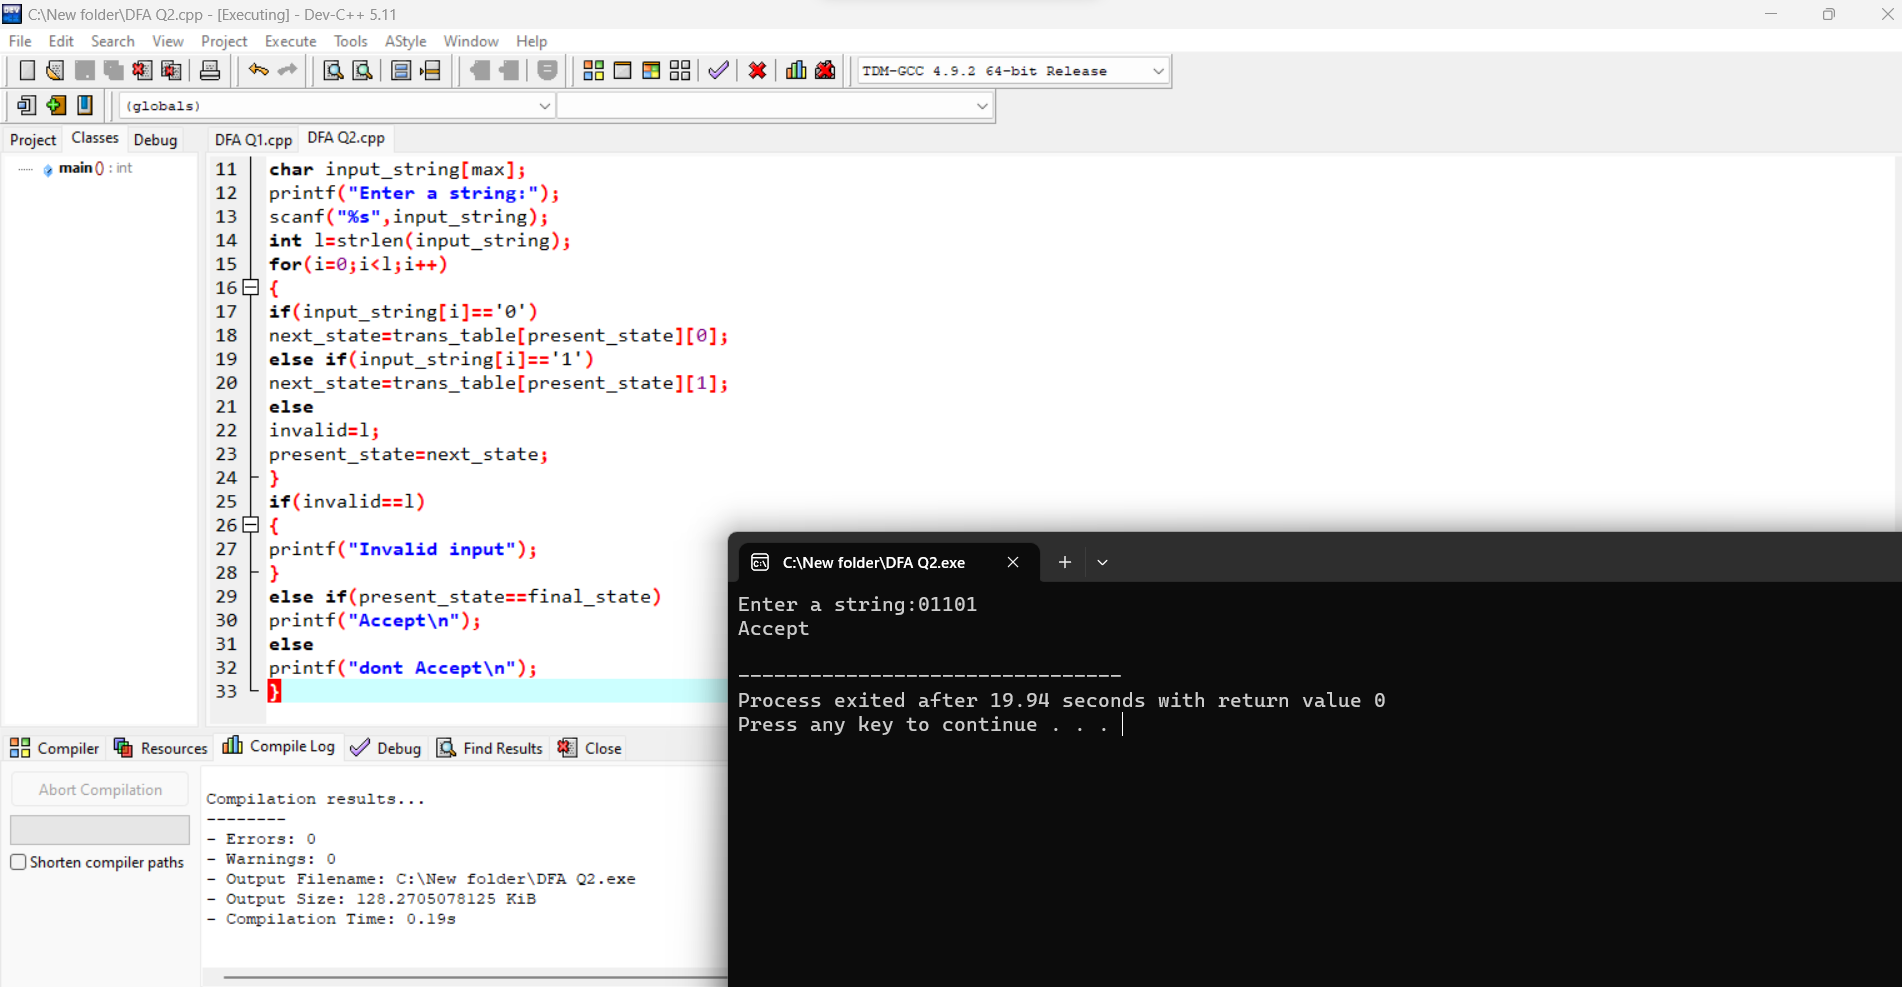 C:\New folder\DFA Q2.cpp - [Executing] - Dev-C++ 5.11
File Edit Search View Project Execute Tools AStyle Window Help
TDM-GCC 4.9.2 64-bit Release
(globals)
Project Classes Debug
DFA Q1.cpp DFA Q2.cpp
main () : int
11 char input_string[max];
12 printf("Enter a string:");
13 scanf("%s",input_string);
14 int l=strlen(input_string);
15 for(i=0;i<l;i++)
16 {
17 if(input_string[i]=='0')
18 next_state=trans_table[present_state][0];
19 else if(input_string[i]=='1')
20 next_state=trans_table[present_state][1];
21 else
22 invalid=l;
23 present_state=next_state;
24 }
25 if(invalid==l)
26 {
27 printf("Invalid input");
28 }
29 else if(present_state==final_state)
30 printf("Accept\n");
31 else
32 printf("dont Accept\n");
33 }
C:\New folder\DFA Q2.exe
Enter a string:01101
Accept
--------------------------------
Process exited after 19.94 seconds with return value 0
Press any key to continue . . .
Compiler Resources Compile Log Debug Find Results Close
Abort Compilation
Shorten compiler paths
Compilation results...
--------
- Errors: 0
- Warnings: 0
- Output Filename: C:\New folder\DFA Q2.exe
- Output Size: 128.2705078125 KiB
- Compilation Time: 0.19s